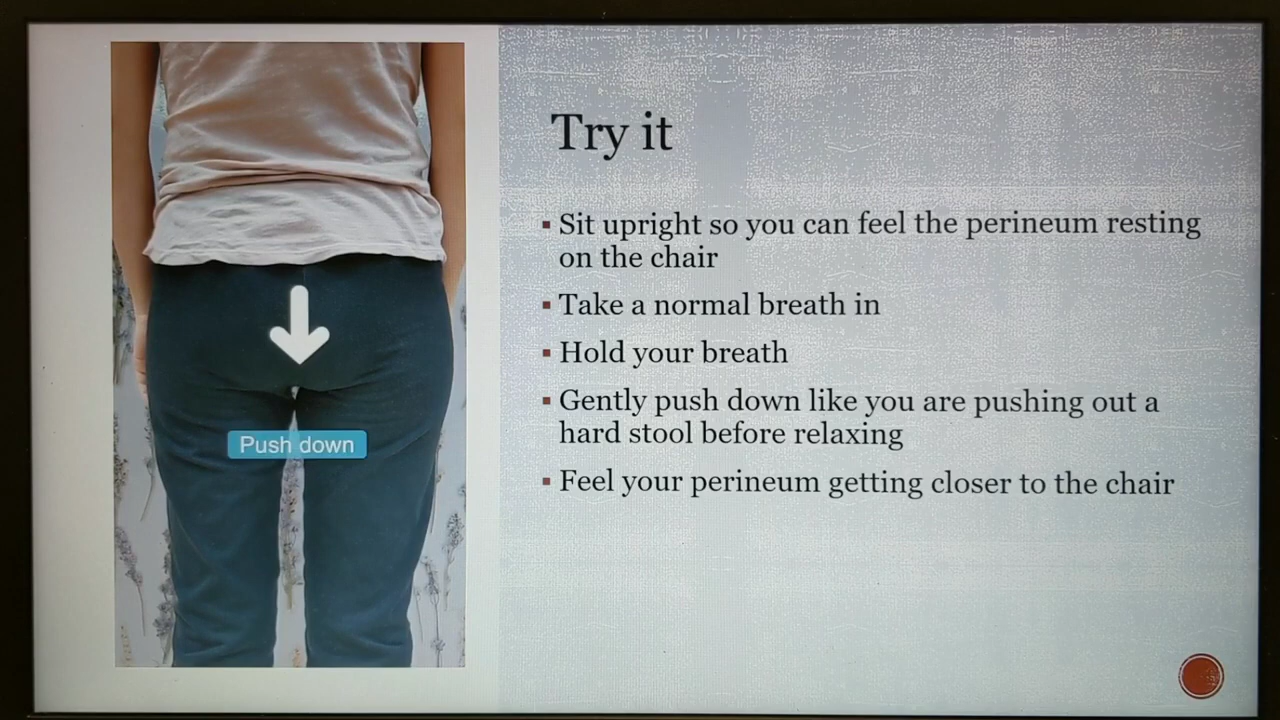 Try it
Sit upright so you can feel the perineum resting
on the chair
Take a normal breath in
Hold your breath
Gently push down like you are pushing out a
hard stool before relaxing
Feel your perineum getting closer to the chair
Push down